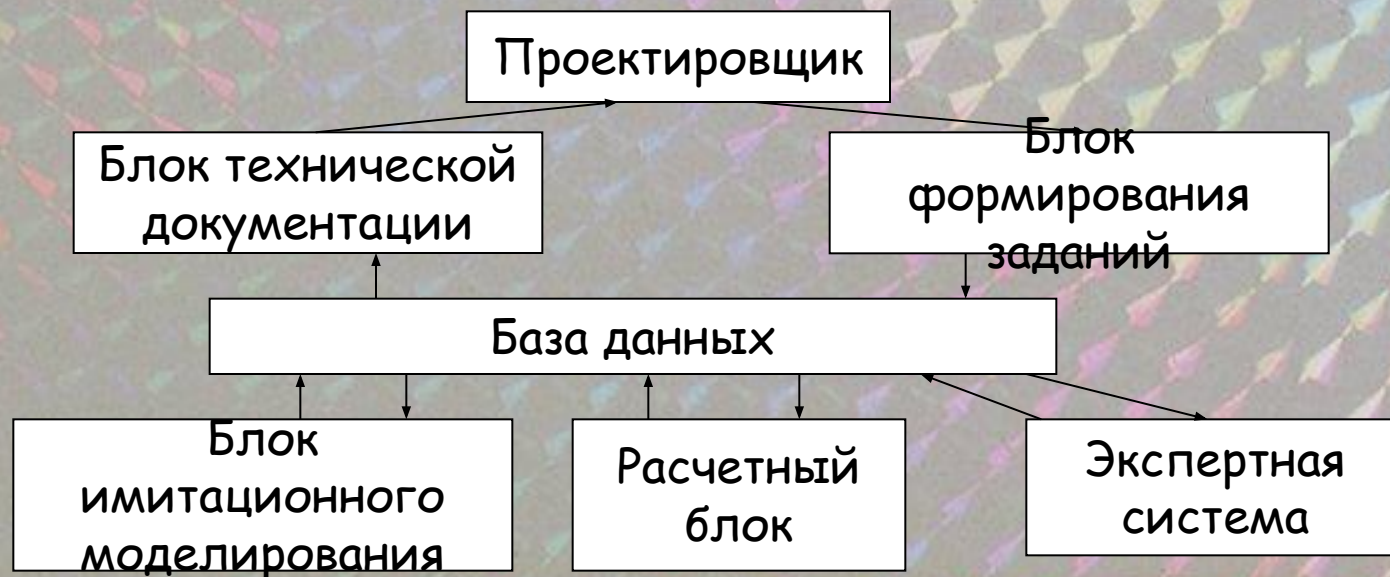 Проектировщик
Блок технической
документации
Блок
формирования
заданий
База данных
Блок
имитационного
моделирования
Расчетный
блок
Экспертная
система